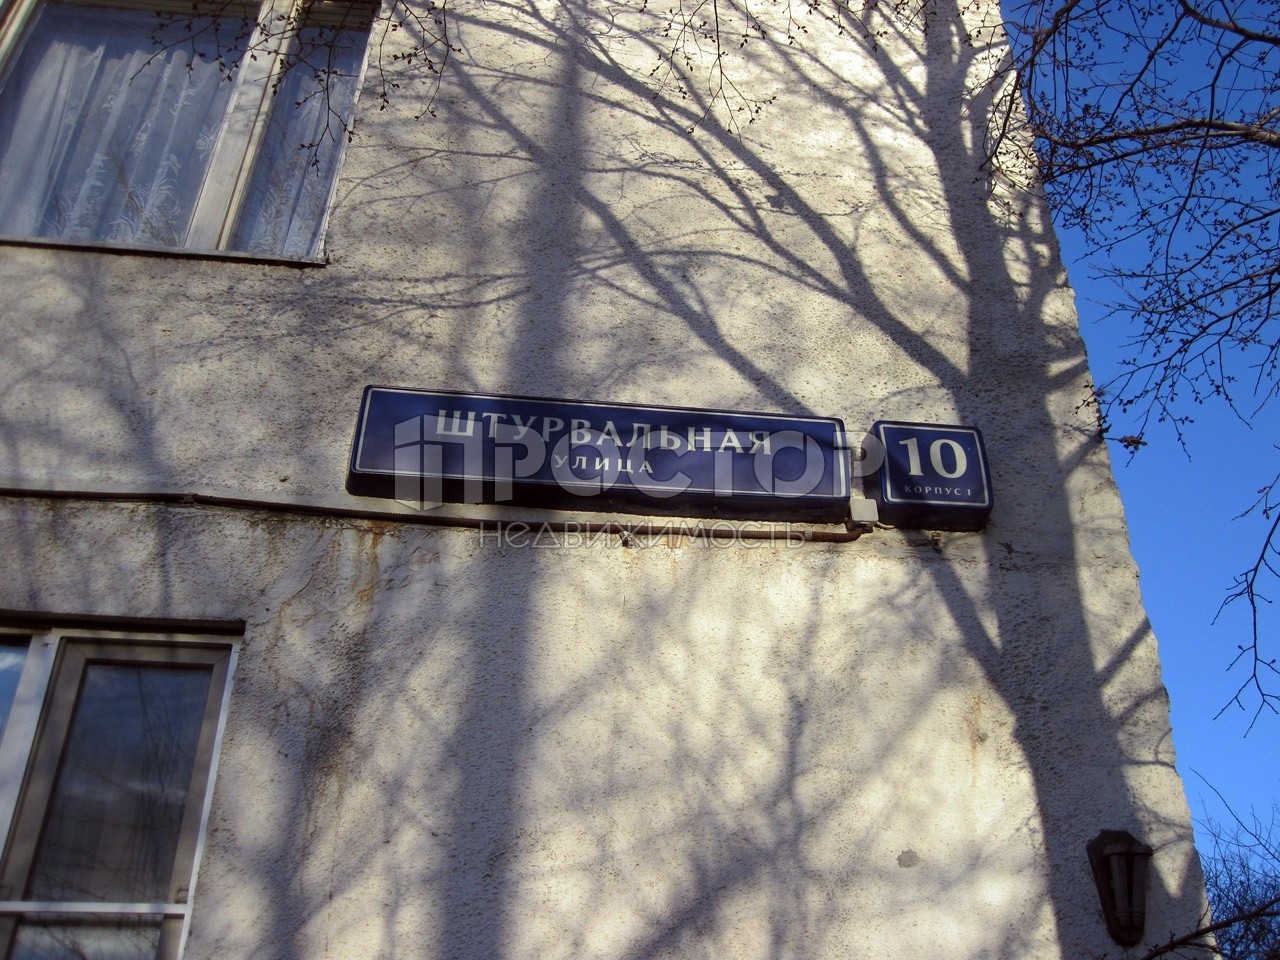 ШТУРВАЛЬНАЯ
УЛИЦА
10
КОРПУС 1
ПРОСТОР
недвижимость